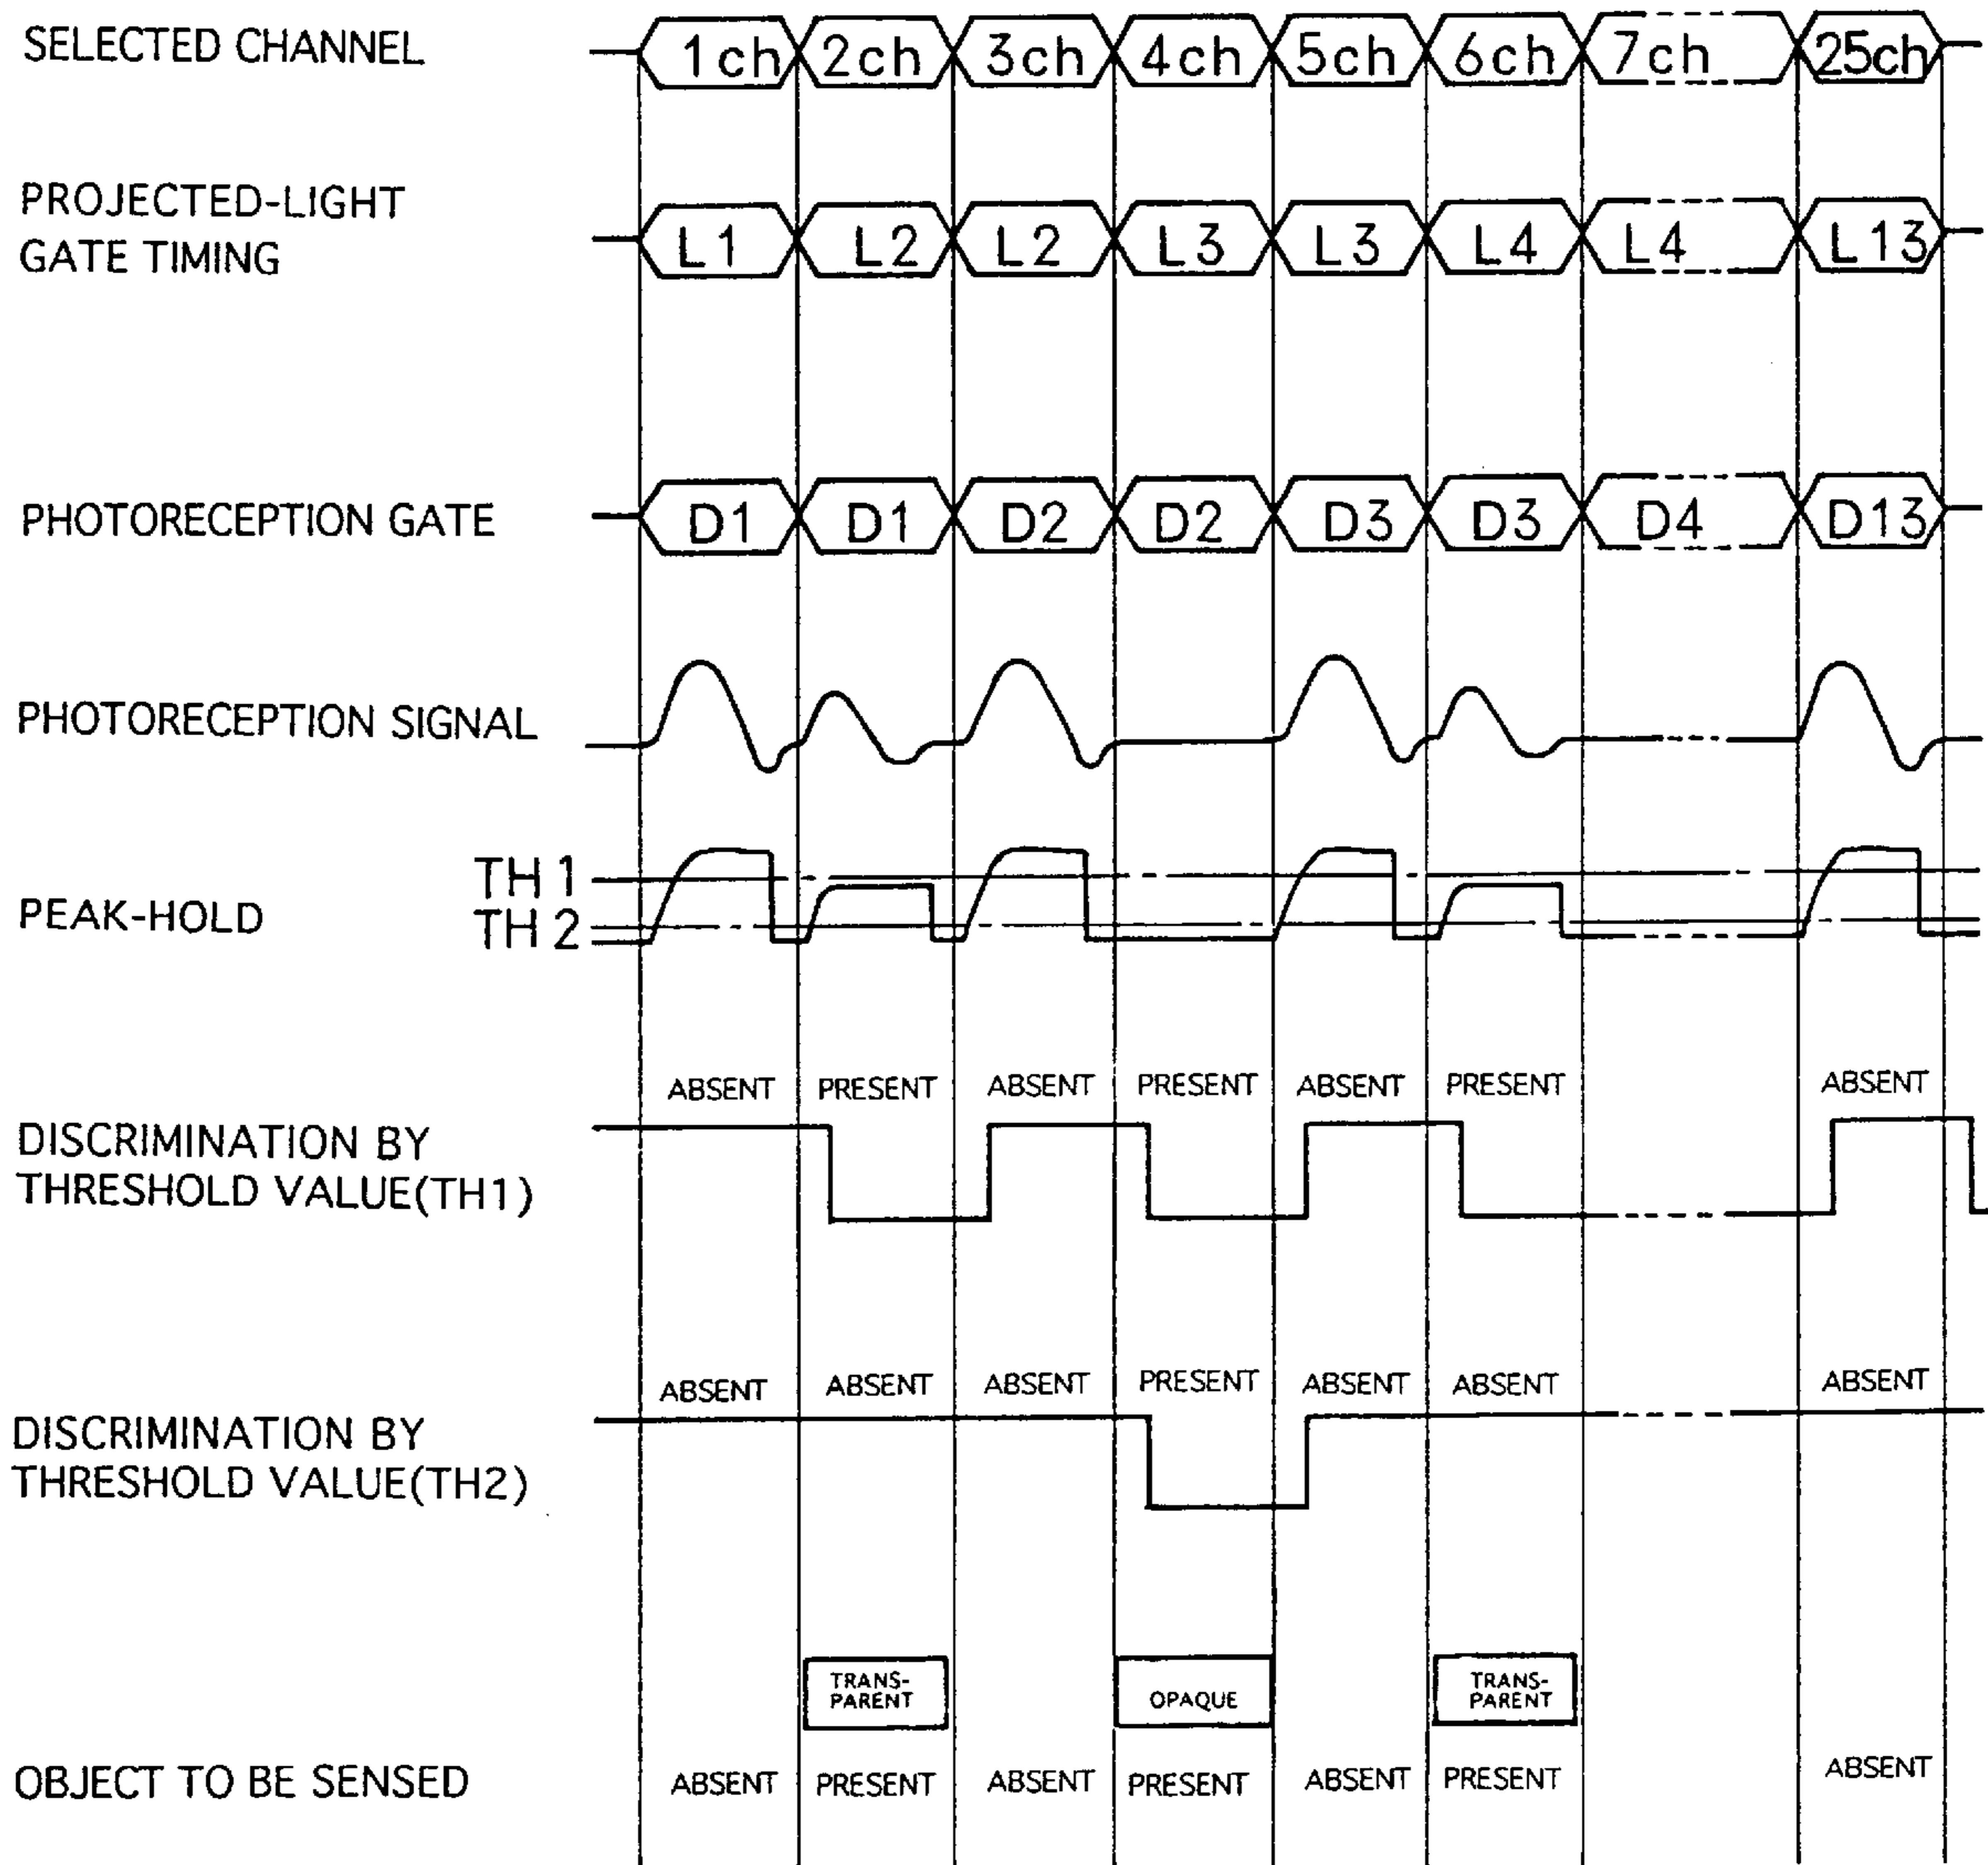 SELECTED CHANNEL 1ch 2ch 3ch 4ch 5ch 6ch 7ch 25ch
PROJECTED-LIGHT
GATE TIMING L1 L2 L2 L3 L3 L4 L4 L13
PHOTORECEPTION GATE D1 D1 D2 D2 D3 D3 D4 D13
PHOTORECEPTION SIGNAL
TH 1
PEAK-HOLD
TH 2
ABSENT PRESENT ABSENT PRESENT ABSENT PRESENT ABSENT
DISCRIMINATION BY
THRESHOLD VALUE(TH1)
ABSENT ABSENT ABSENT PRESENT ABSENT ABSENT ABSENT
DISCRIMINATION BY
THRESHOLD VALUE(TH2)
TRANS-
PARENT
OPAQUE
TRANS-
PARENT
OBJECT TO BE SENSED ABSENT PRESENT ABSENT PRESENT ABSENT PRESENT ABSENT